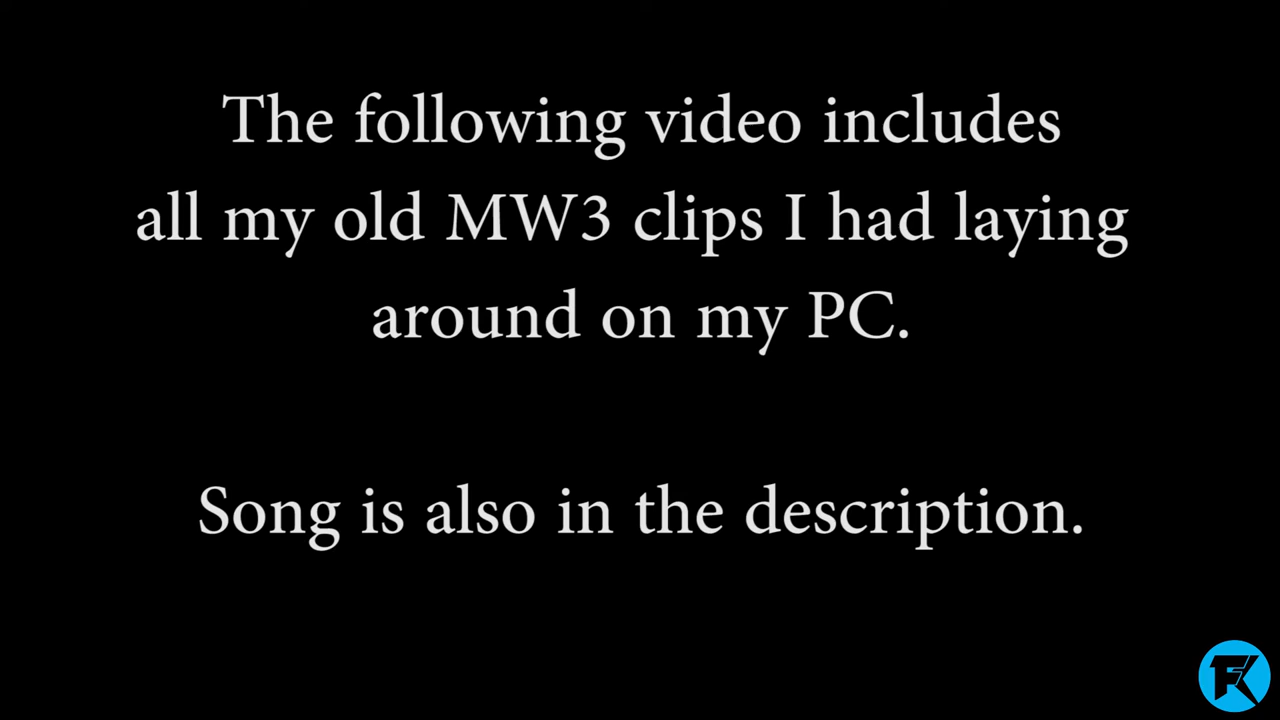 The following video includes
all my old MW3 clips I had laying
around on my PC.
Song is also in the description.
FK